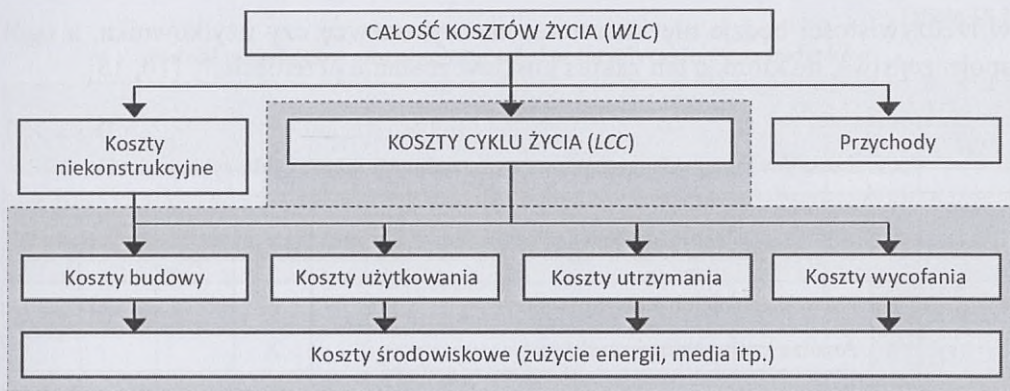 CAŁOŚĆ KOSZTÓW ŻYCIA (WLC)
Koszty
niekonstrukcyjne
KOSZTY CYKLU ŻYCIA (LCC)
Przychody
Koszty budowy
Koszty użytkowania
Koszty utrzymania
Koszty wycofania
Koszty środowiskowe (zużycie energii, media itp.)